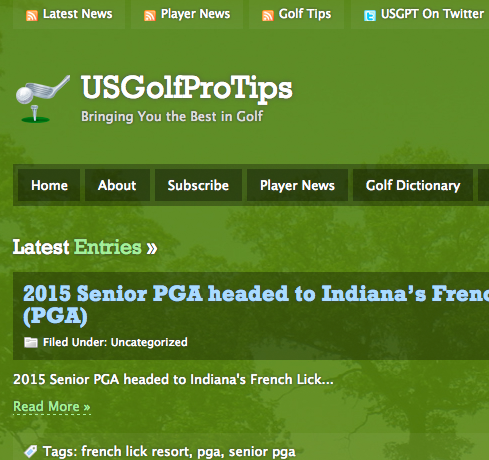 Latest News Player News Golf Tips USGPT On Twitter
USGolfProTips
Bringing You the Best in Golf
Home About Subscribe Player News Golf Dictionary
Latest Entries »
2015 Senior PGA headed to Indiana's
(PGA)
Filed Under: Uncategorized
2015 Senior PGA headed to Indiana's French Lick...
Read More »
Tags: french lick resort, pga, senior pga